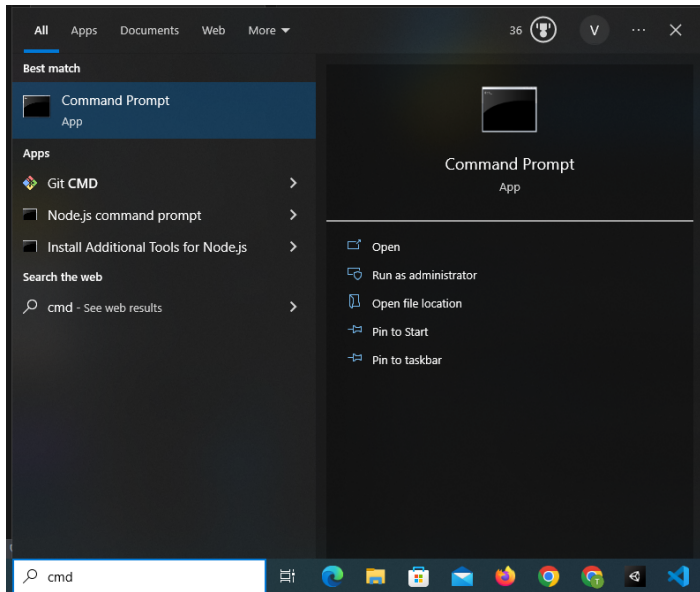 All Apps Documents Web More
36
V
...
Best match
Command Prompt
App
Apps
Git CMD
Node.js command prompt
Install Additional Tools for Node.js
Search the web
cmd - See web results
Command Prompt
App
Open
Run as administrator
Open file location
Pin to Start
Pin to taskbar
cmd
T